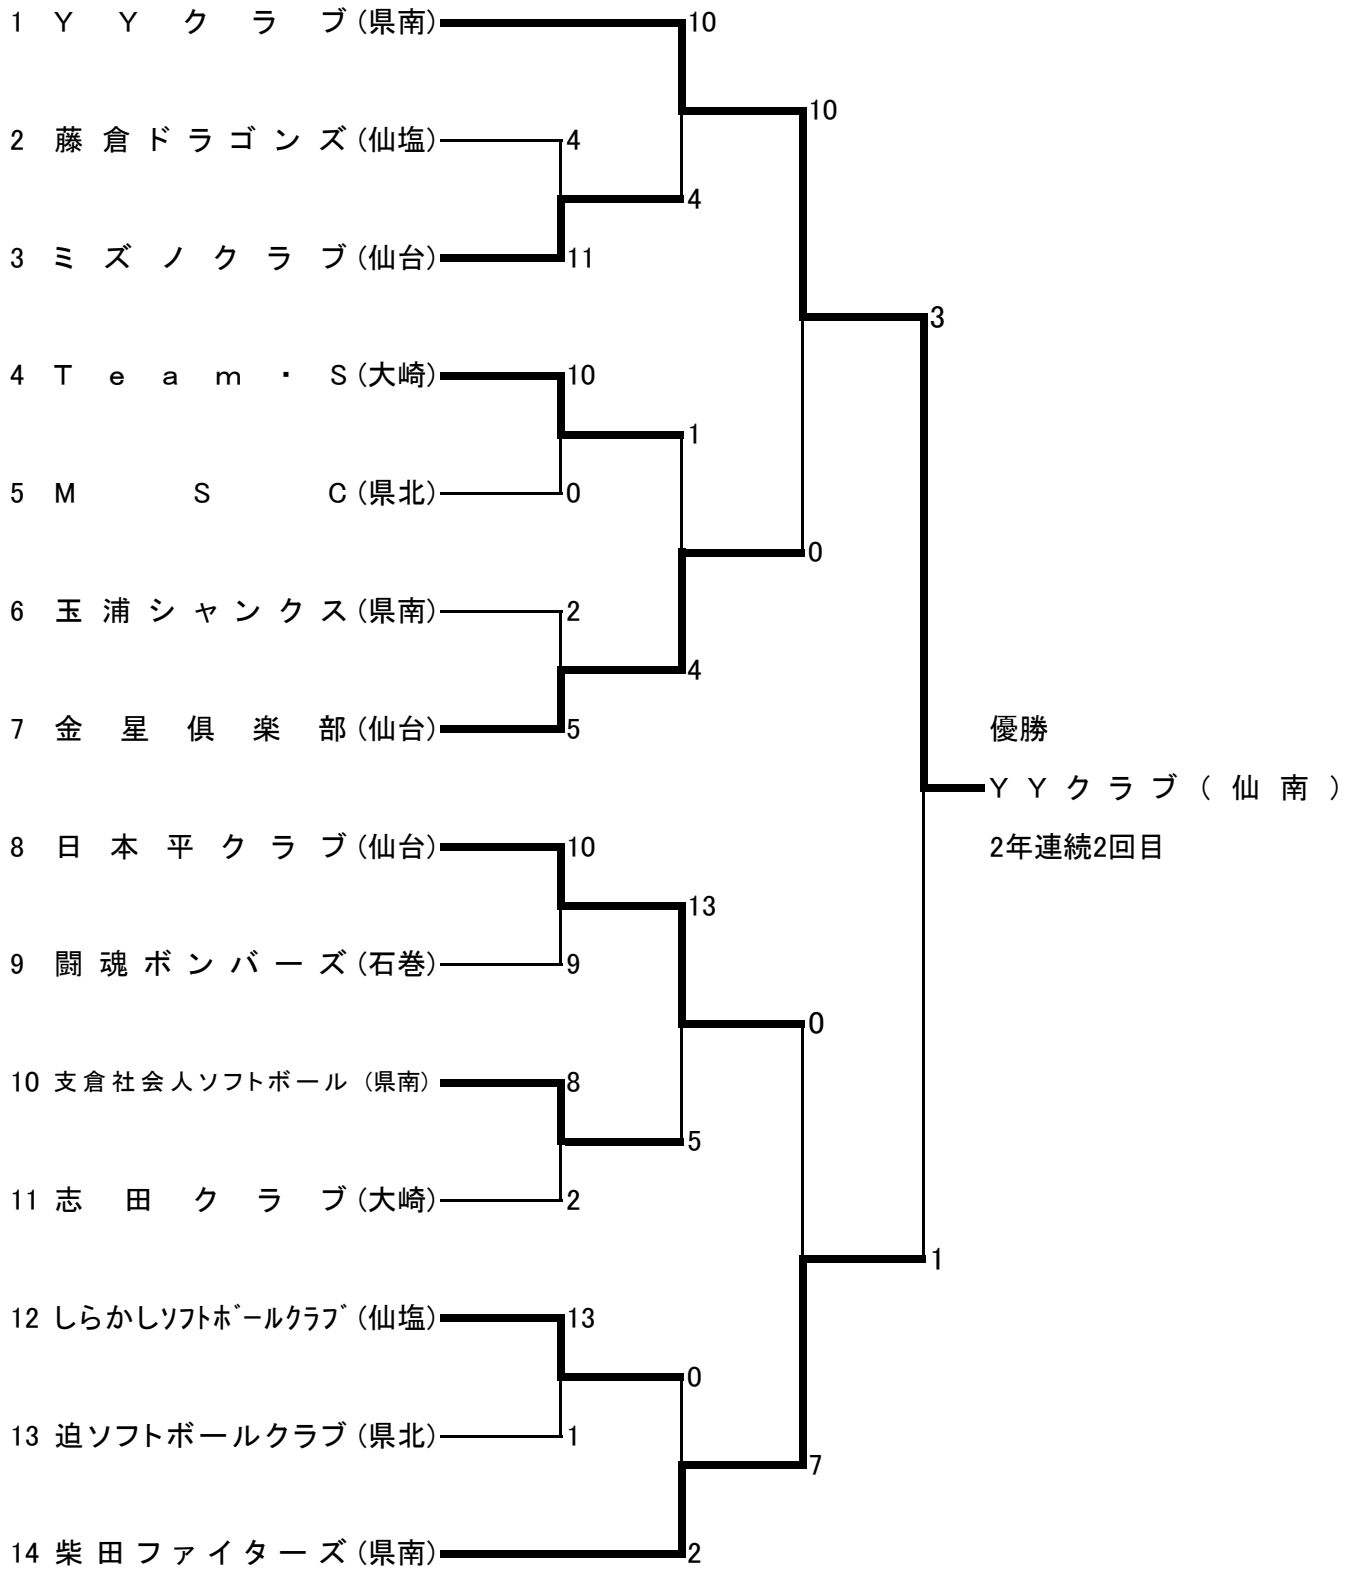 1 YYクラブ(県南) 10
10
2 藤倉ドラゴンズ(仙塩) 4
4
3 ミズノクラブ(仙台) 11
3
4 Team・S(大崎) 10
1
5 MSC(県北) 0
0
6 玉浦シャンクス(県南) 2
4
7 金星倶楽部(仙台) 5
優勝
YYクラブ(仙南)
2年連続2回目
8 日本平クラブ(仙台) 10
13
9 闘魂ボンバーズ(石巻) 9
0
10 支倉社会人ソフトボール(県南) 8
5
11 志田クラブ(大崎) 2
1
12 しらかしソフトボールクラブ(仙塩) 13
0
13 迫ソフトボールクラブ(県北) 1
7
14 柴田ファイターズ(県南) 2